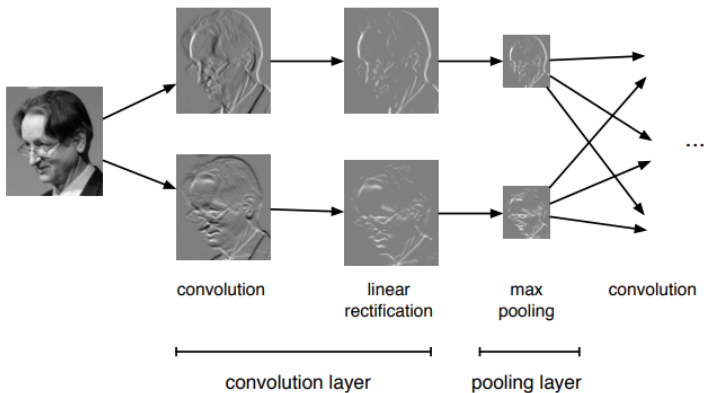 ...
convolution
linear
rectification
max
pooling
convolution
convolution layer
pooling layer